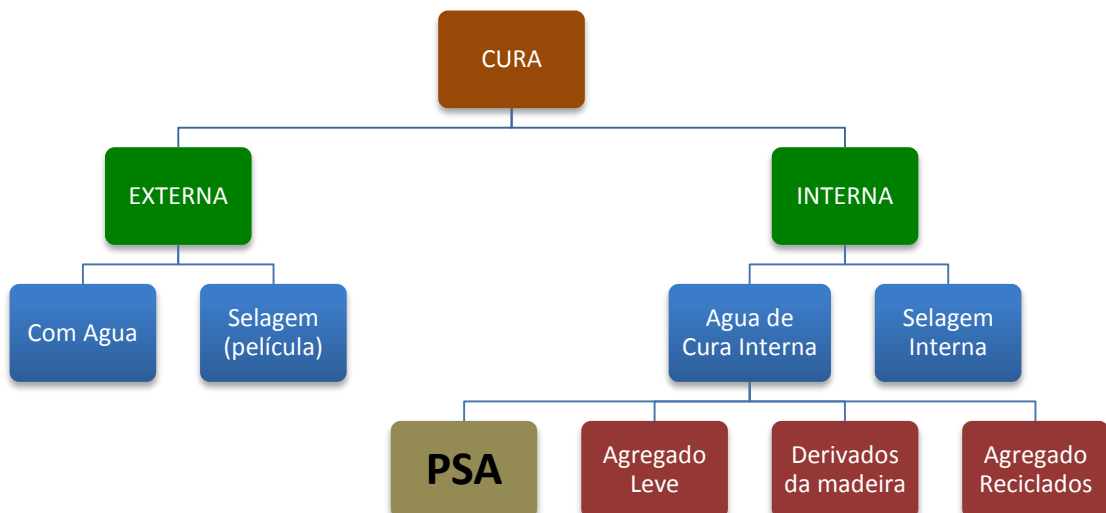 CURA
EXTERNA
INTERNA
Com Agua
Selagem
(película)
Agua de
Cura Interna
Selagem
Interna
PSA
Agregado
Leve
Derivados
da madeira
Agregado
Reciclados